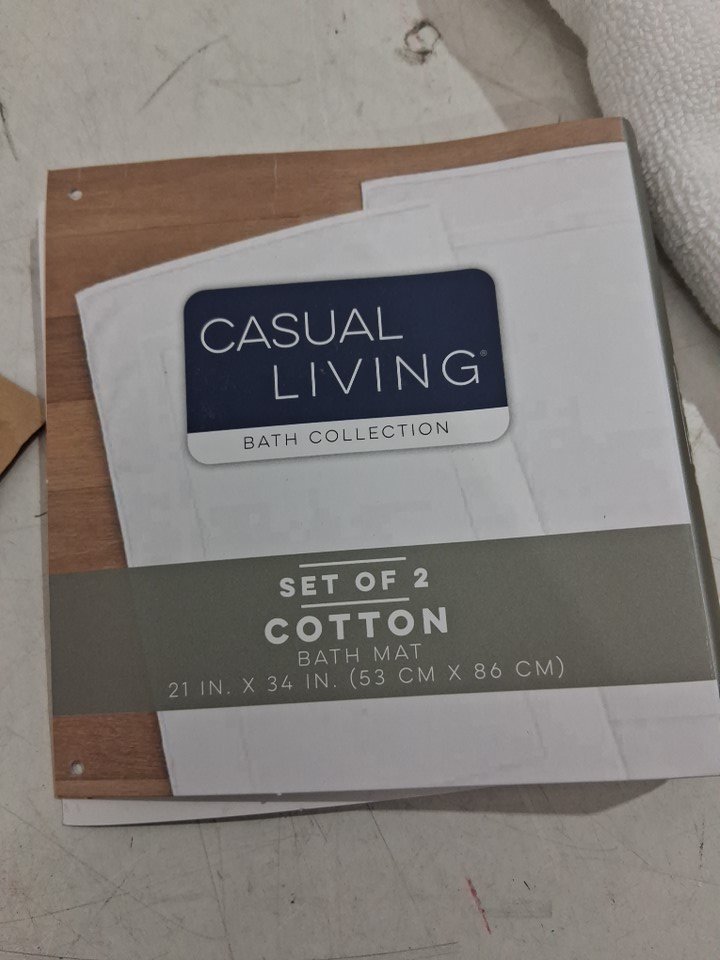 CASUAL
LIVING®
BATH COLLECTION
SET OF 2
COTTON
BATH MAT
21 IN. X 34 IN. (53 CM X 86 CM)